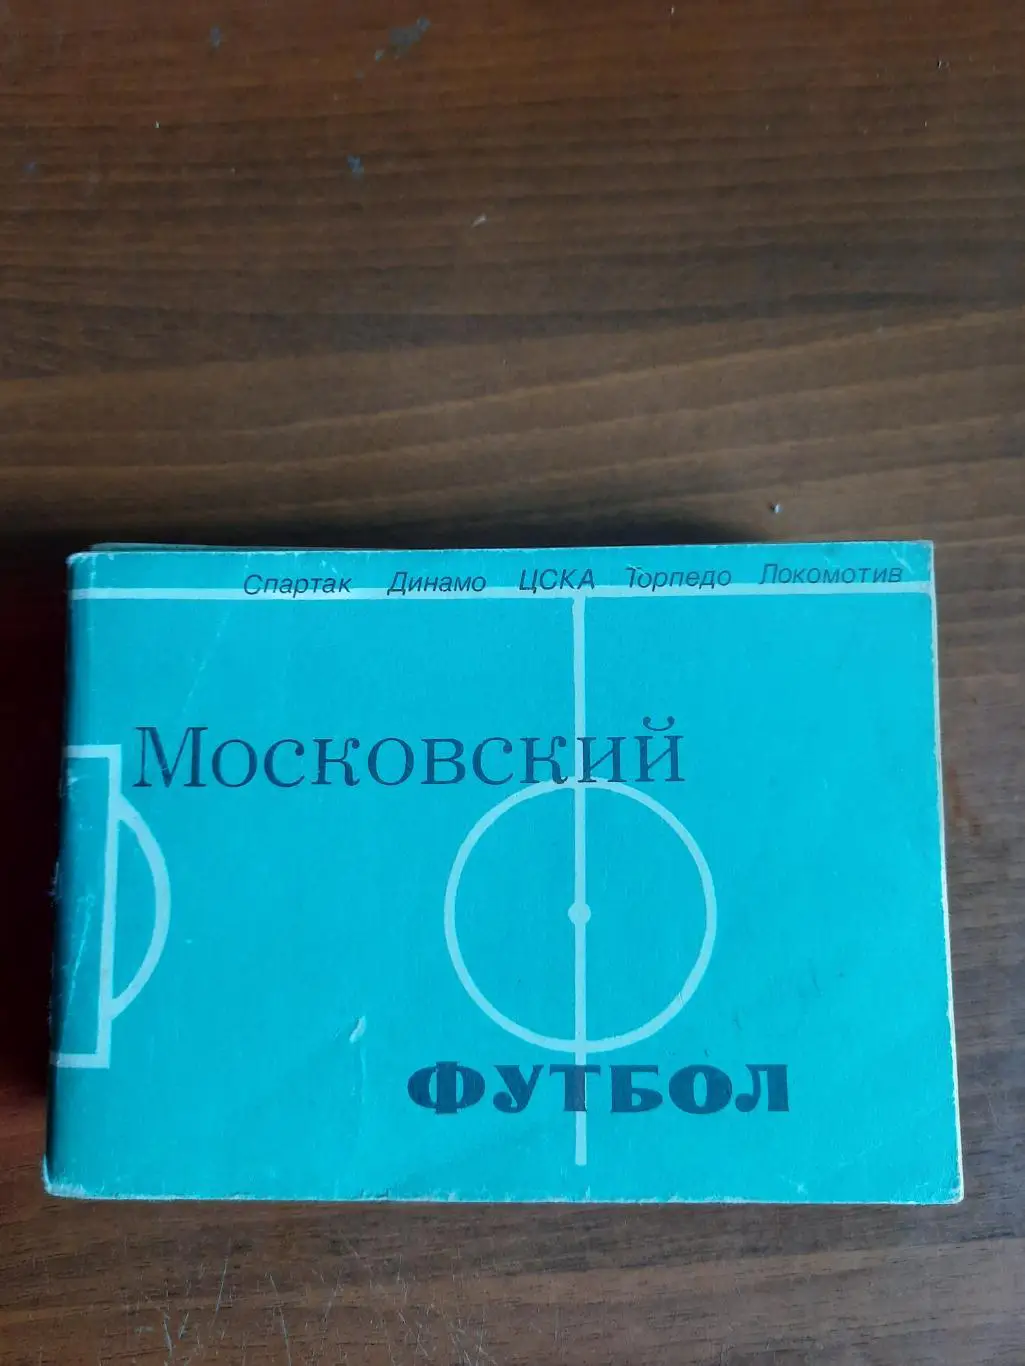 Спартак Динамо ЦСКА Торпедо Локомотив
Московский
ФУТБОЛ